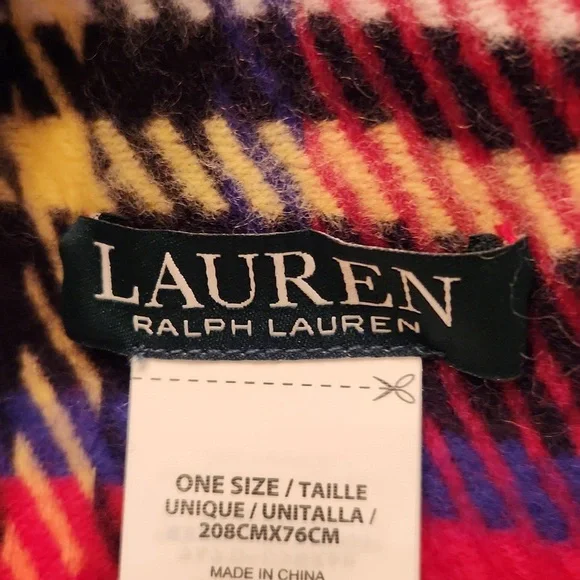 LAUREN
RALPH LAUREN
ONE SIZE / TAILLE
UNIQUE / UNITALLA /
208CMX76CM
MADE IN CHINA